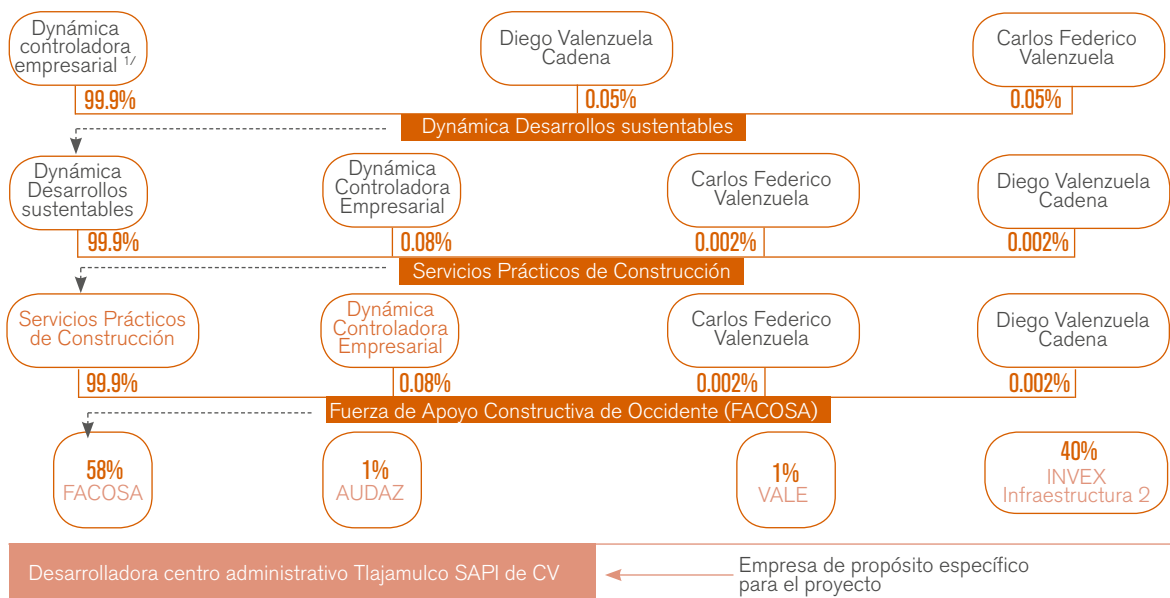 Dynámica
controladora
empresarial 1/
Diego Valenzuela
Cadena
Carlos Federico
Valenzuela
99.9%
0.05%
0.05%
Dynámica Desarrollos sustentables
Dynámica
Desarrollos
sustentables
Dynámica
Controladora
Empresarial
Carlos Federico
Valenzuela
Diego Valenzuela
Cadena
99.9%
0.08%
0.002%
0.002%
Servicios Prácticos de Construcción
Servicios Prácticos
de Construcción
Dynámica
Controladora
Empresarial
Carlos Federico
Valenzuela
Diego Valenzuela
Cadena
99.9%
0.08%
0.002%
0.002%
Fuerza de Apoyo Constructiva de Occidente (FACOSA)
58%
FACOSA
1%
AUDAZ
1%
VALE
40%
INVEX
Infraestructura 2
Desarrolladora centro administrativo Tlajamulco SAPI de CV
Empresa de propósito específico
para el proyecto